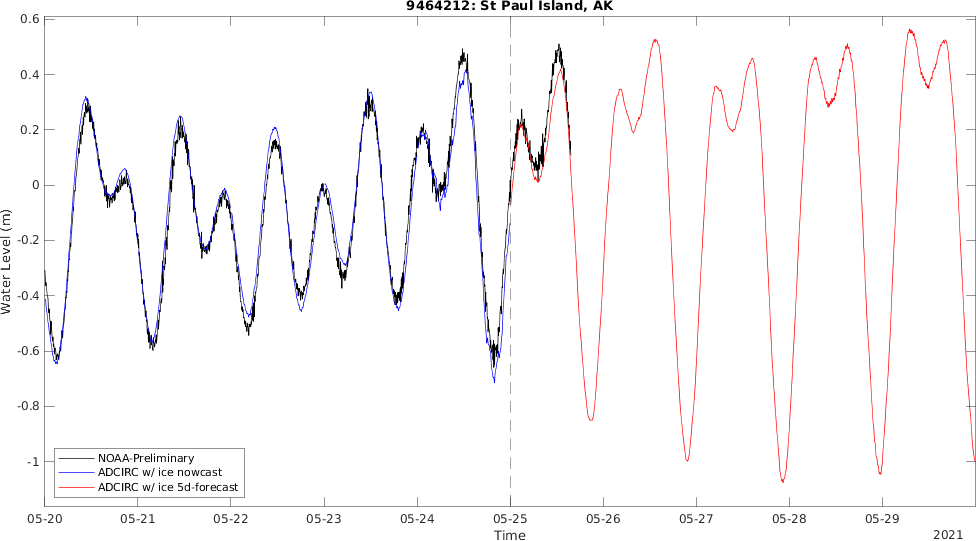 9464212: St Paul Island, AK
0.6
0.4
0.2
0
-0.2
-0.4
-0.6
-0.8
-1
Water Level (m)
NOAA-Preliminary
ADCIRC w/ ice nowcast
ADCIRC w/ ice 5d-forecast
05-20 05-21 05-22 05-23 05-24 05-25 05-26 05-27 05-28 05-29
Time
2021